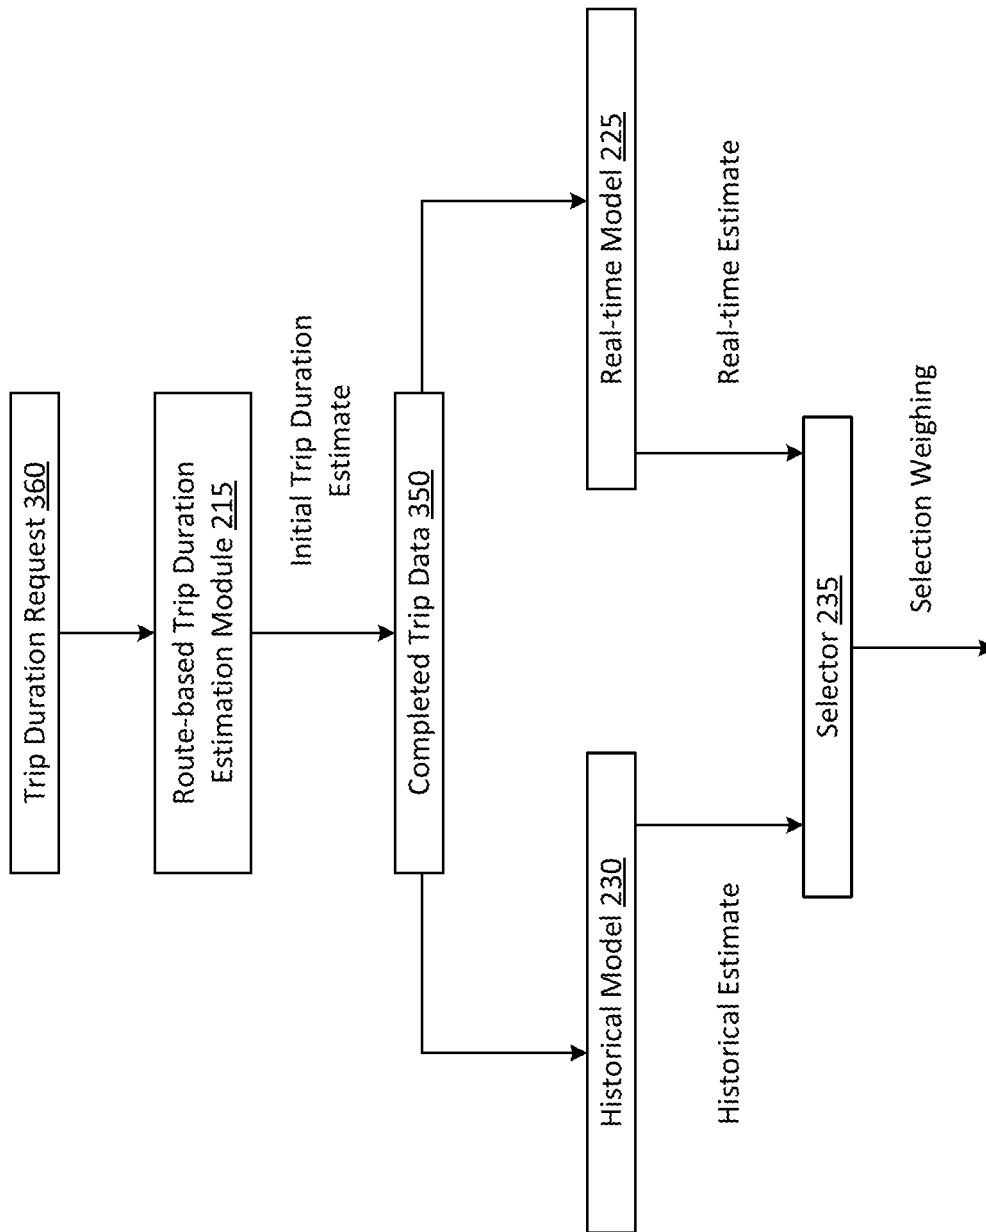 Trip Duration Request 360
Route-based Trip Duration
Estimation Module 215
Initial Trip Duration
Estimate
Completed Trip Data 350
Historical Model 230
Real-time Model 225
Historical Estimate
Real-time Estimate
Selector 235
Selection Weighing